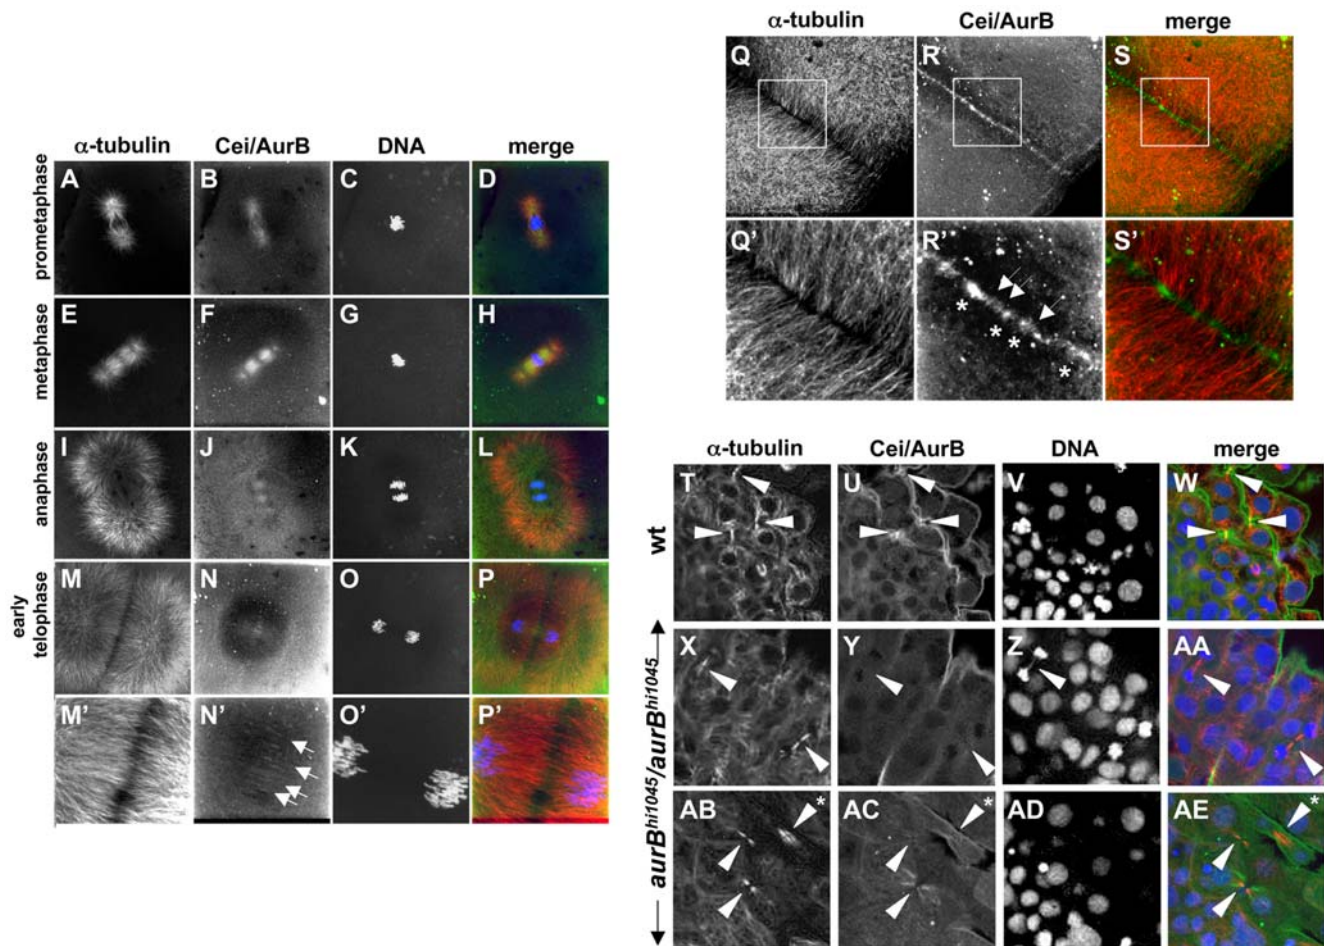 α-tubulin Cei/AurB DNA merge
prometaphase
A B C D
metaphase
E F G H
anaphase
I J K L
early
telophase
M N O P
M’ N’ O’ P’
α-tubulin Cei/AurB merge
Q R S
Q’ R’ S’
* * * *
α-tubulin Cei/AurB DNA merge
wt
T U V W
aurB^hi1045/aurB^hi1045
X Y Z AA
AB * AC * AD AE *